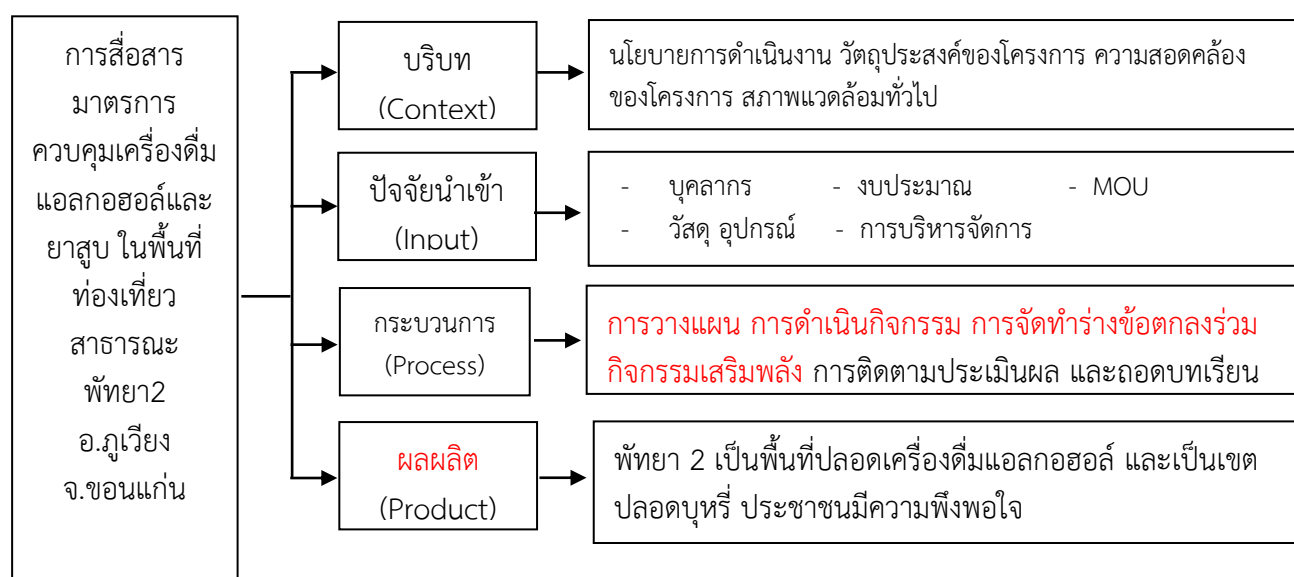 การสื่อสาร
มาตรการ
ควบคุมเครื่องดื่ม
แอลกอฮอล์และ
ยาสูบ ในพื้นที่
ท่องเที่ยว
สาธารณะ
พัทยา2
อ.ภูเวียง
จ.ขอนแก่น
บริบท
(Context)
นโยบายการดำเนินงาน วัตถุประสงค์ของโครงการ ความสอดคล้อง
ของโครงการ สภาพแวดล้อมทั่วไป
ปัจจัยนำเข้า
(Input)
- บุคลากร - งบประมาณ - MOU
- วัสดุ อุปกรณ์ - การบริหารจัดการ
กระบวนการ
(Process)
การวางแผน การดำเนินกิจกรรม การจัดทำร่างข้อตกลงร่วม
กิจกรรมเสริมพลัง การติดตามประเมินผล และถอดบทเรียน
ผลผลิต
(Product)
พัทยา 2 เป็นพื้นที่ปลอดเครื่องดื่มแอลกอฮอล์ และเป็นเขต
ปลอดบุหรี่ ประชาชนมีความพึงพอใจ